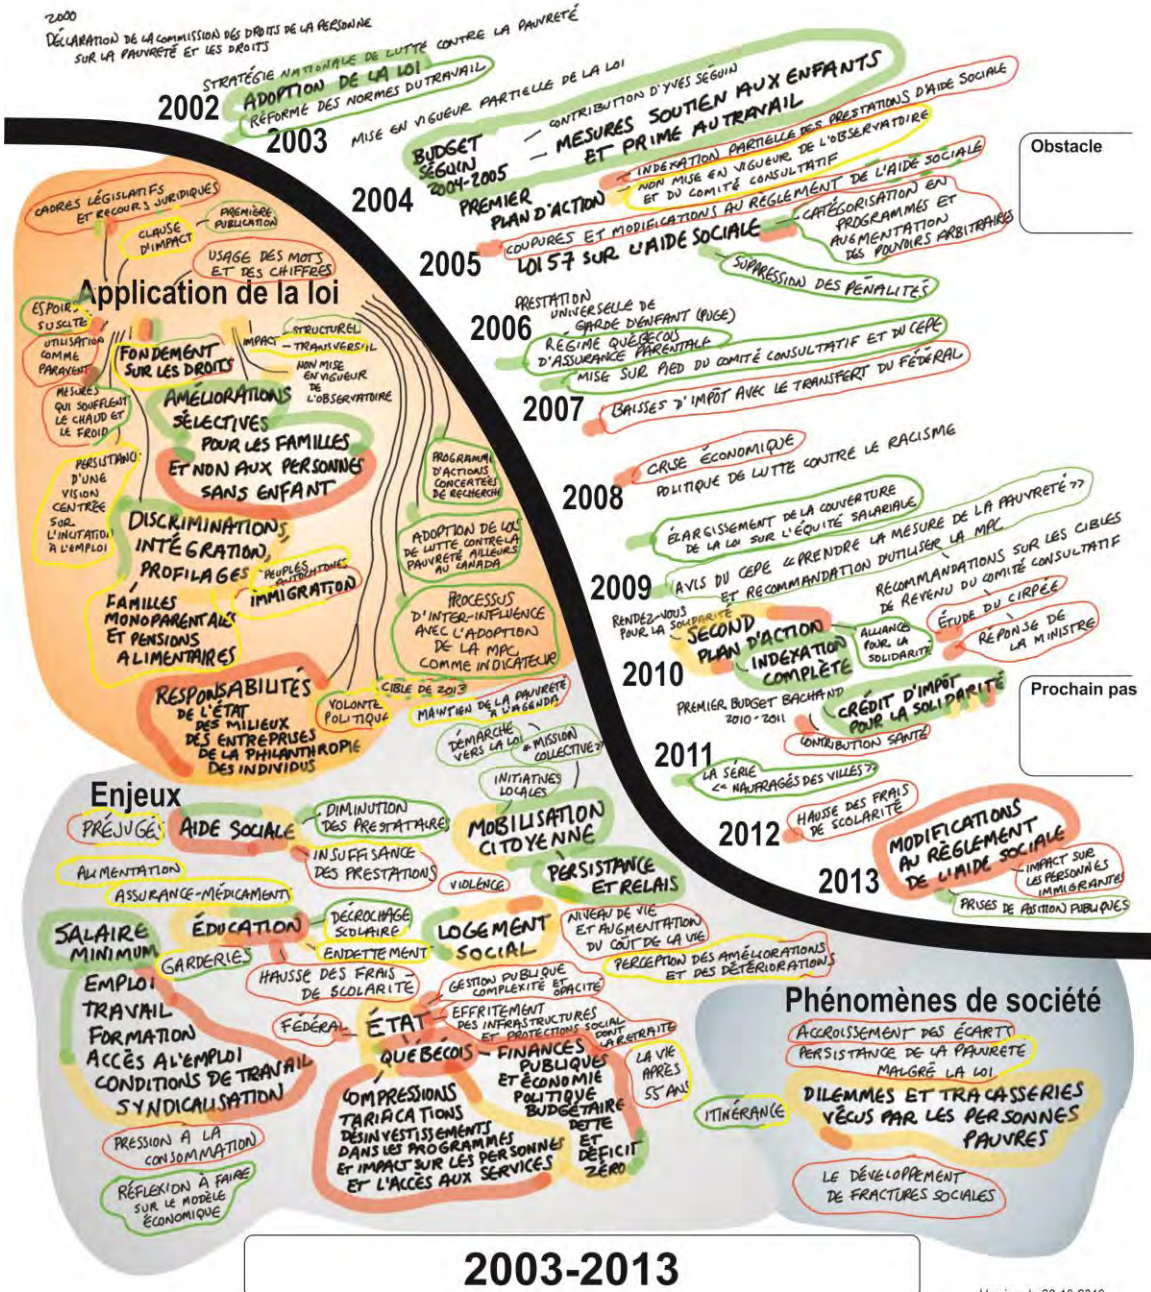 2000
DÉCLARATION DE LA COMMISSION DES DROITS DE LA PERSONNE
SUR LA PAUVRETÉ ET LES DROITS
STRATÉGIE NATIONALE DE LUTTE CONTRE LA PAUVRETÉ
2002
ADOPTION DE LA LOI
RÉFORME DES NORMES DU TRAVAIL
2003
MISE EN VIGUEUR PARTIELLE DE LA LOI
BUDGET
SÉGUIN
2004-2005
CONTRIBUTION D'YVES SÉGUIN
MESURES SOUTIEN AUX ENFANTS
ET PRIME AU TRAVAIL
2004
PREMIER
PLAN D'ACTION
INDEXATION PARTIELLE DES PRESTATIONS D'AIDE SOCIALE
NON MISE EN VIGUEUR DE L'OBSERVATOIRE
ET DU COMITÉ CONSULTATIF
2005
COUPURES ET MODIFICATIONS AU RÈGLEMENT DE L'AIDE SOCIALE
LOI 57 SUR L'AIDE SOCIALE
CATÉGORISATION EN
PROGRAMMES ET
AUGMENTATION
DES POUVOIRS ARBITRAIRES
SUPPRESSION DES PÉNALITÉS
2006
PRESTATION
UNIVERSELLE DE
GARDE D'ENFANT (PUGE)
RÉGIME QUÉBÉCOIS
D'ASSURANCE PARENTALE
MISE SUR PIED DU COMITÉ CONSULTATIF ET DU CEPE
2007
BAISSES D'IMPÔT AVEC LE TRANSFERT DU FÉDÉRAL
2008
CRISE ÉCONOMIQUE
POLITIQUE DE LUTTE CONTRE LE RACISME
ÉLARGISSEMENT DE LA COUVERTURE
DE LA LOI SUR L'ÉQUITÉ SALARIALE
2009
AVIS DU CEPE « PRENDRE LA MESURE DE LA PAUVRETÉ »
ET RECOMMANDATION D'UTILISER LA MPC
RECOMMANDATIONS SUR LES CIBLES
DE REVENU DU COMITÉ CONSULTATIF
RENDEZ-VOUS
POUR LA SOLIDARITÉ
2010
SECOND
PLAN D'ACTION
INDEXATION
COMPLÈTE
ALLIANCE
POUR LA
SOLIDARITÉ
ÉTUDE DU CIRPÉE
RÉPONSE DE
LA MINISTRE
PREMIER BUDGET BACHAND
2010-2011
CRÉDIT D'IMPÔT
POUR LA SOLIDARITÉ
CONTRIBUTION SANTÉ
2011
LA SÉRIE
« NAUFRAGÉS DES VILLES »
2012
HAUSSE DES FRAIS
DE SCOLARITÉ
2013
MODIFICATIONS
AU RÈGLEMENT
DE L'AIDE SOCIALE
IMPACT SUR
LES PERSONNES
IMMIGRANTES
PRISES DE POSITION PUBLIQUES
Obstacle
Prochain pas
CADRES LÉGISLATIFS
ET RECOURS JURIDIQUES
CLAUSE
D'IMPACT
PREMIÈRE
PUBLICATION
USAGE DES MOTS
ET DES CHIFFRES
Application de la loi
ESPOIR
SUSCITÉ
UTILISATION
COMME
PARAVENT
MESURES
QUI SOUFFLENT
LE CHAUD ET
LE FROID
PERSISTANCE
D'UNE
VISION
CENTRÉE
SUR
L'INCITATION
À L'EMPLOI
FONDEMENT
SUR LES DROITS
IMPACT
STRUCTUREL
TRANSVERSAL
NON MISE
EN VIGUEUR
DE
L'OBSERVATOIRE
AMÉLIORATIONS
SÉLECTIVES
POUR LES FAMILLES
ET NON AUX PERSONNES
SANS ENFANT
DISCRIMINATIONS,
INTÉGRATION,
PROFILAGES
PEUPLES
AUTOCHTONES
IMMIGRATION
FAMILLES
MONOPARENTALES
ET PENSIONS
ALIMENTAIRES
PROGRAMME
D'ACTIONS
CONCERTÉES
DE RECHERCHE
ADOPTION DE LOIS
DE LUTTE CONTRE LA
PAUVRETÉ AILLEURS
AU CANADA
PROCESSUS
D'INTER-INFLUENCE
AVEC L'ADOPTION
DE LA MPC
COMME INDICATEUR
RESPONSABILITÉS
DE L'ÉTAT
DES MILIEUX
DES ENTREPRISES
DE LA PHILANTHROPIE
DES INDIVIDUS
VOLONTÉ
POLITIQUE
CIBLE DE 2013
MAINTIEN DE LA PAUVRETÉ
À L'AGENDA
DÉMARCHE
VERS LA LOI
« MISSION
COLLECTIVE »
INITIATIVES
LOCALES
Enjeux
PRÉJUGÉS
AIDE SOCIALE
DIMINUTION
DES PRESTATAIRES
INSUFFISANCE
DES PRESTATIONS
MOBILISATION
CITOYENNE
PERSISTANCE
ET RELAIS
VIOLENCE
ALIMENTATION
ASSURANCE-MÉDICAMENTS
SALAIRE
MINIMUM
GARDERIES
ÉDUCATION
DÉCROCHAGE
SCOLAIRE
ENDETTEMENT
HAUSSE DES FRAIS
DE SCOLARITÉ
LOGEMENT
SOCIAL
NIVEAU DE VIE
ET AUGMENTATION
DU COÛT DE LA VIE
PERCEPTION DES AMÉLIORATIONS
ET DES DÉTÉRIORATIONS
EMPLOI
TRAVAIL
FORMATION
ACCÈS A L'EMPLOI
CONDITIONS DE TRAVAIL
SYNDICALISATION
FÉDÉRAL
ÉTAT
QUÉBÉCOIS
GESTION PUBLIQUE
COMPLEXITÉ ET
OPACITÉ
EFFRITEMENT
DES INFRASTRUCTURES
ET PROTECTIONS SOCIAL
DONT
LA RETRAITE
LA VIE
APRÈS
55 ANS
FINANCES
PUBLIQUES
ET ÉCONOMIE
POLITIQUE
BUDGÉTAIRE
DETTE
ET
DÉFICIT
ZÉRO
COMPRESSIONS
TARIFICATIONS
DÉSINVESTISSEMENTS
DANS LES PROGRAMMES
ET IMPACT SUR LES PERSONNES
ET L'ACCÈS AUX SERVICES
PRESSION À LA
CONSOMMATION
RÉFLEXION À FAIRE
SUR LE MODÈLE
ÉCONOMIQUE
Phénomènes de société
ACCROISSEMENT DES ÉCARTS
PERSISTANCE DE LA PAUVRETÉ
MALGRÉ LA LOI
ITINÉRANCE
DILEMMES ET TRACASSERIES
VÉCUS PAR LES PERSONNES
PAUVRES
LE DÉVELOPPEMENT
DE FRACTURES SOCIALES
2003-2013